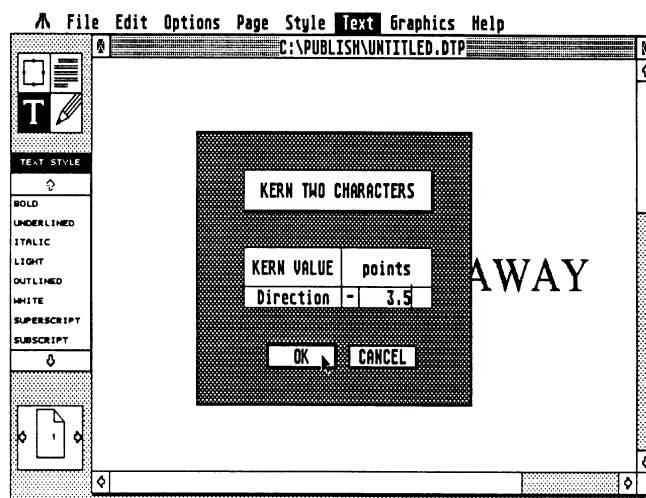 File Edit Options Page Style Text Graphics Help
C:\PUBLISH\UNTITLED.DTP
T
TEXT STYLE
BOLD
UNDERLINED
ITALIC
LIGHT
OUTLINED
WHITE
SUPERSCRIPT
SUBSCRIPT
1
KERN TWO CHARACTERS
KERN VALUE points
Direction - 3.5
OK CANCEL
AWAY